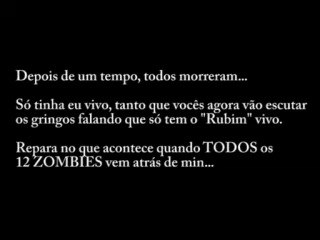 Depois de um tempo, todos morreram...
Só tinha eu vivo, tanto que vocês agora vão escutar
os gringos falando que só tem o "Rubim" vivo.
Repara no que acontece quando TODOS os
12 ZOMBIES vem atrás de min...